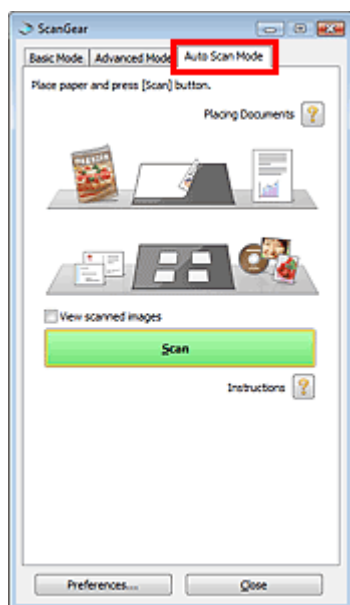 ScanGear
Basic Mode Advanced Mode Auto Scan Mode
Place paper and press [Scan] button.
Placing Documents
View scanned images
Scan
Instructions
Preferences... Close